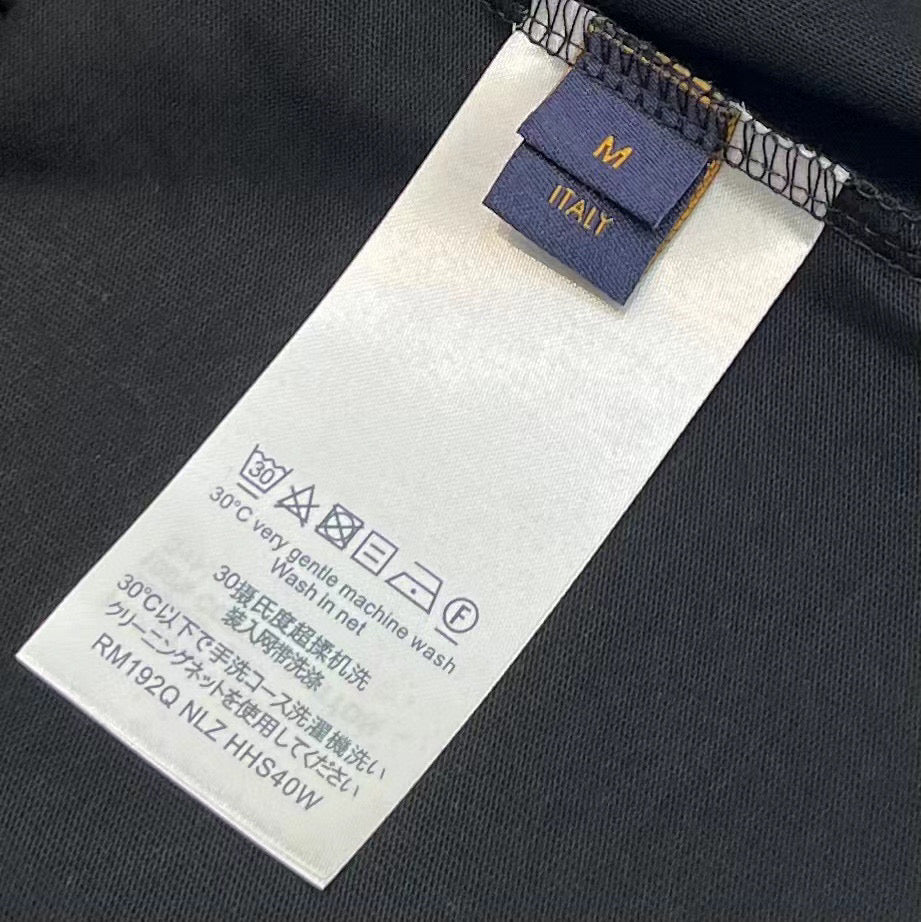 M
ITALY
30
F
30°C very gentle machine wash
Wash in net
30摄氏度超揉机洗
装入网带洗涤
30°C以下で手洗コース洗濯機洗い
クリーニングネットを使用してください
RM192Q NLZ HHS40W